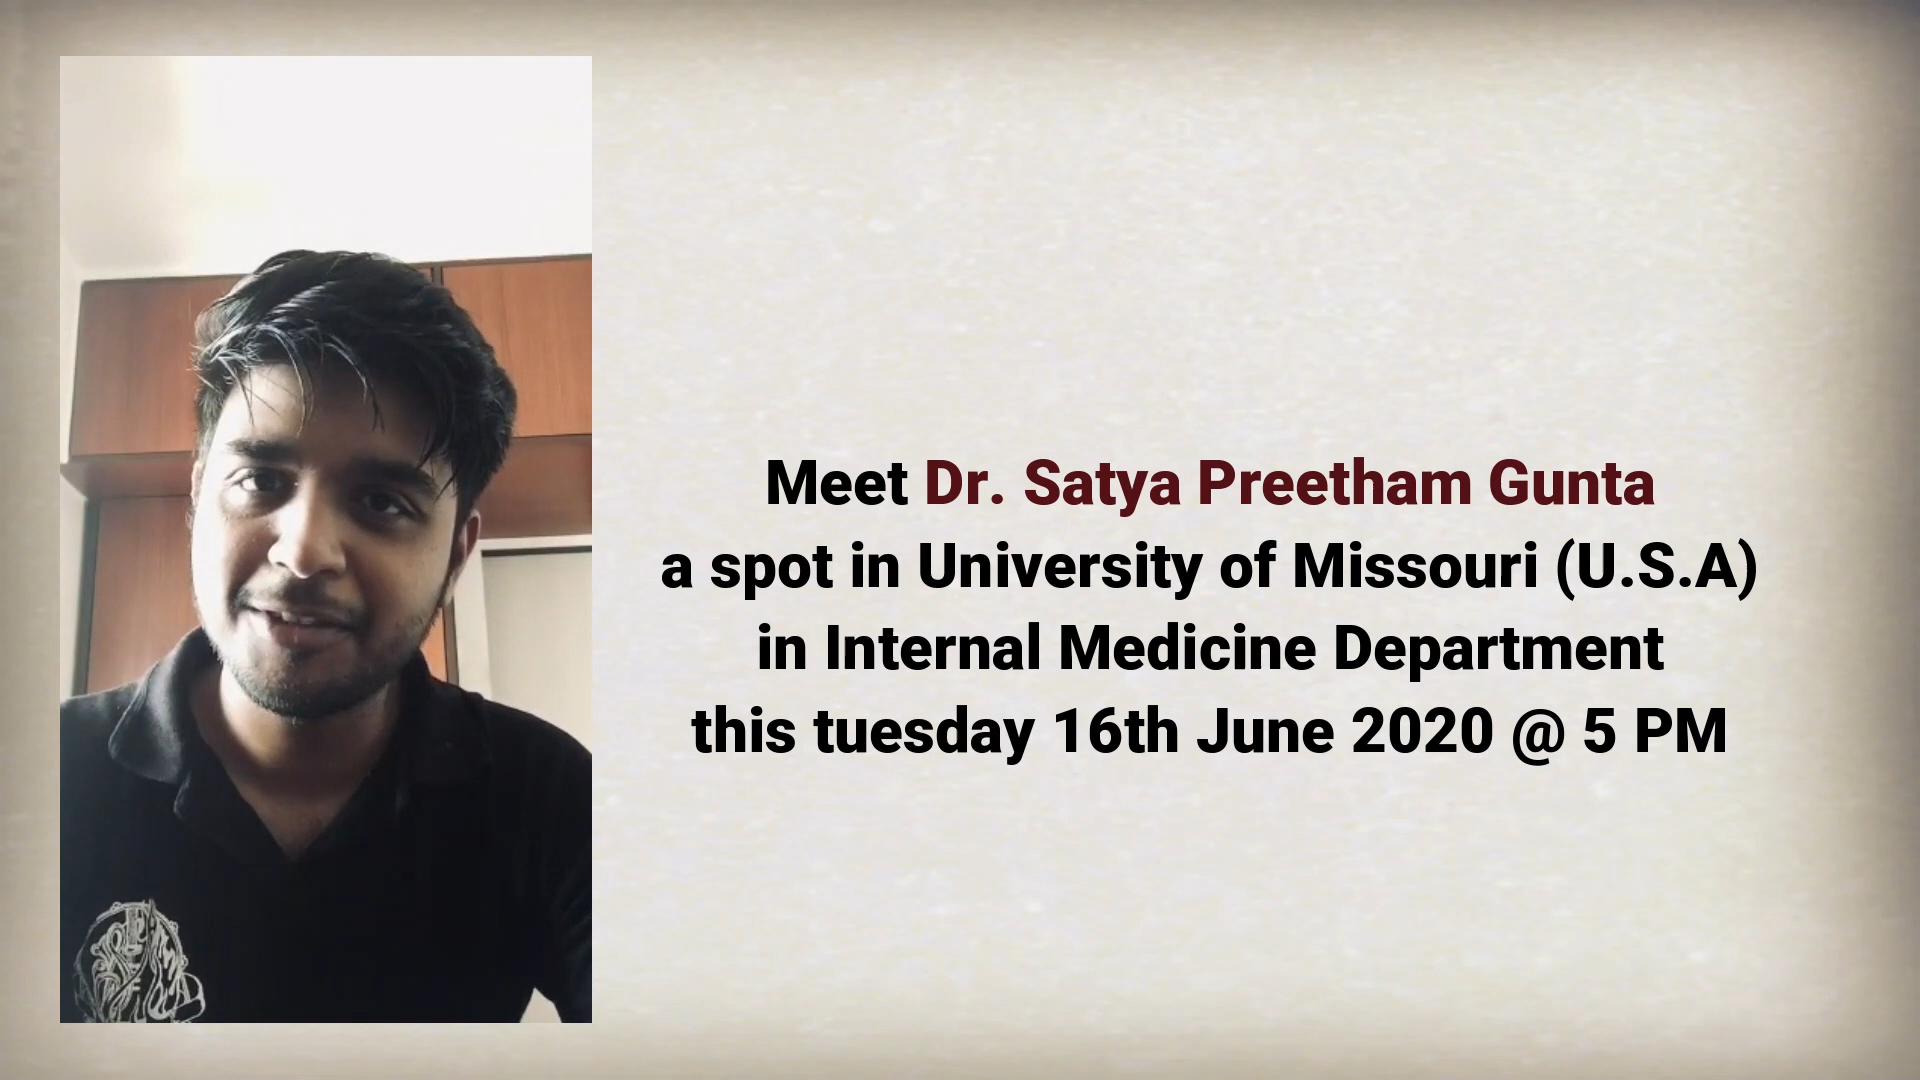 Meet Dr. Satya Preetham Gunta
a spot in University of Missouri (U.S.A)
in Internal Medicine Department
this tuesday 16th June 2020 @ 5 PM